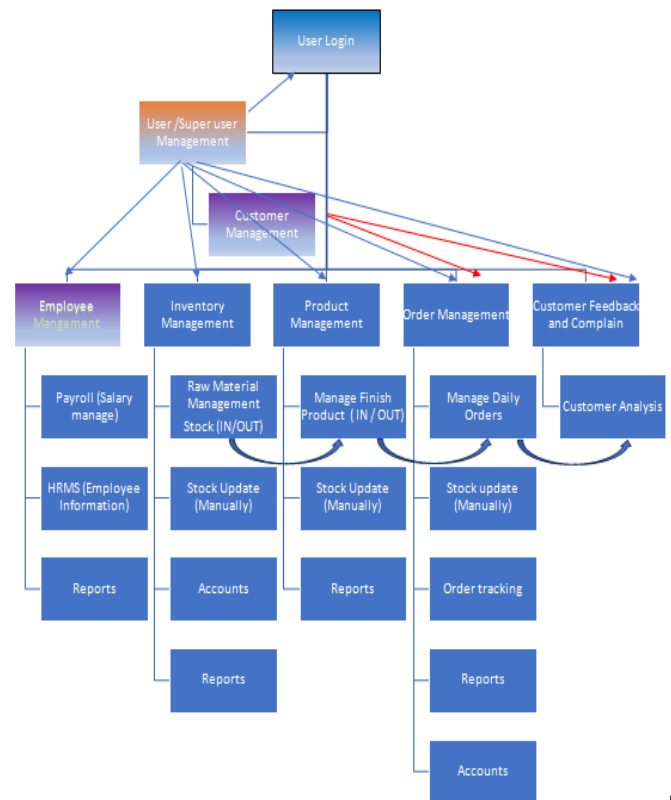 User Login
User /Super user
Management
Customer
Management
Employee
Mangement
Inventory
Management
Product
Management
Order Management
Customer Feedback
and Complain
Payroll (Salary
manage)
Raw Material
Management
Stock (IN/OUT)
Manage Finish
Product ( IN / OUT)
Manage Daily
Orders
Customer Analysis
HRMS (Employee
Information)
Stock Update
(Manually)
Stock Update
(Manually)
Stock update
(Manually)
Reports
Accounts
Reports
Order tracking
Reports
Reports
Accounts